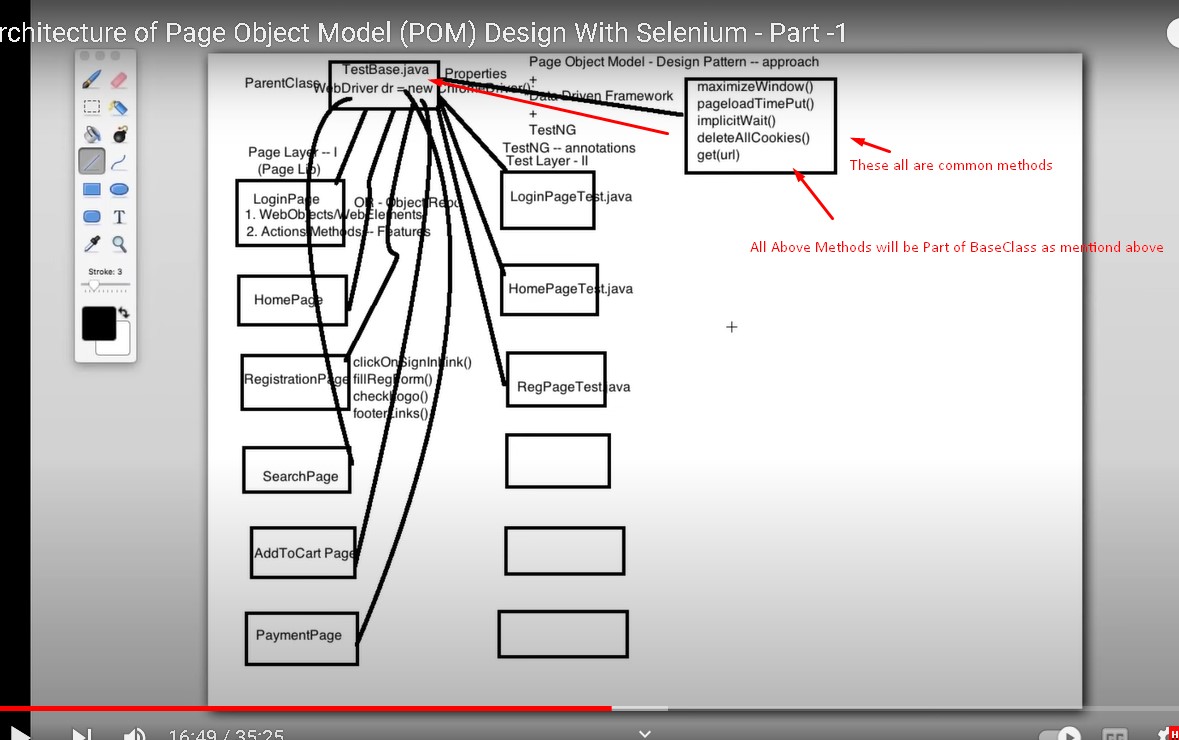 rchitecture of Page Object Model (POM) Design With Selenium - Part -1
Page Object Model - Design Pattern -- approach
+
Data Driven Framework
+
TestNG
TestNG -- annotations
Test Layer - II
ParentClass
TestBase.java
WebDriver dr = new ChromeDriver();
Properties
maximizeWindow()
pageloadTimePut()
implicitWait()
deleteAllCookies()
get(url)
These all are common methods
All Above Methods will be Part of BaseClass as mentiond above
Page Layer -- I
(Page Lib)
LoginPage
1. WebObjects/WebElements
2. Actions/Methods -- Features
OR - Object Repo
LoginPageTest.java
HomePage
HomePageTest.java
RegistrationPage
clickOnSignInLink()
fillRegForm()
checkLogo()
footerLinks()
RegPageTest.java
SearchPage
AddToCart Page
PaymentPage
Stroke: 3
T
16:49 / 35:25
CC
H